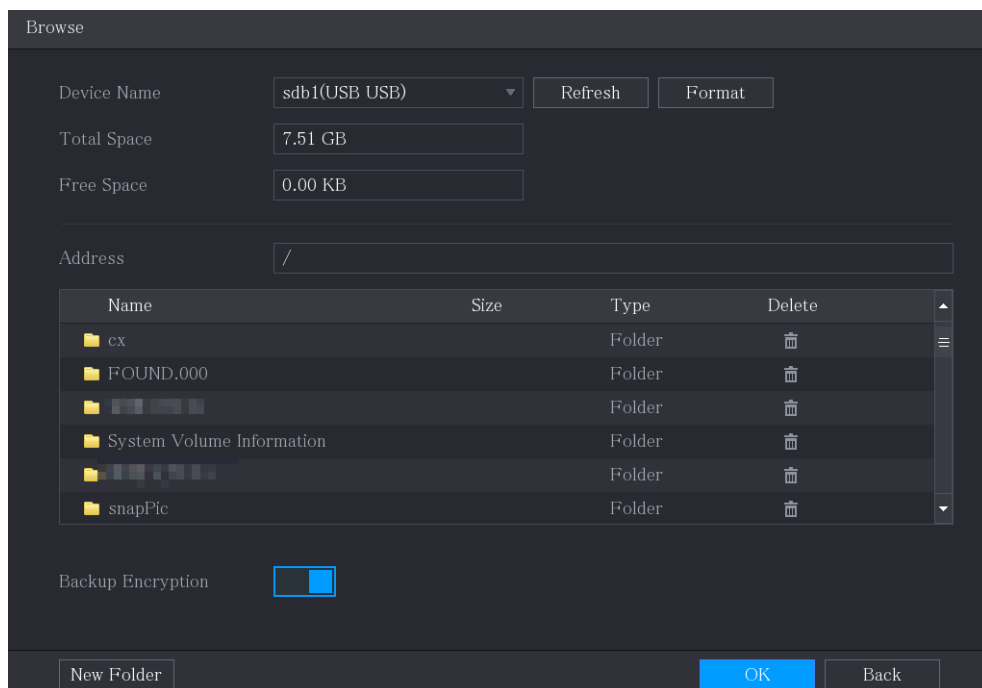 Browse
Device Name sdb1(USB USB) Refresh Format
Total Space 7.51 GB
Free Space 0.00 KB
Address /
Name Size Type Delete
cx Folder
FOUND.000 Folder
Folder
System Volume Information Folder
Folder
snapPic Folder
Backup Encryption
New Folder OK Back